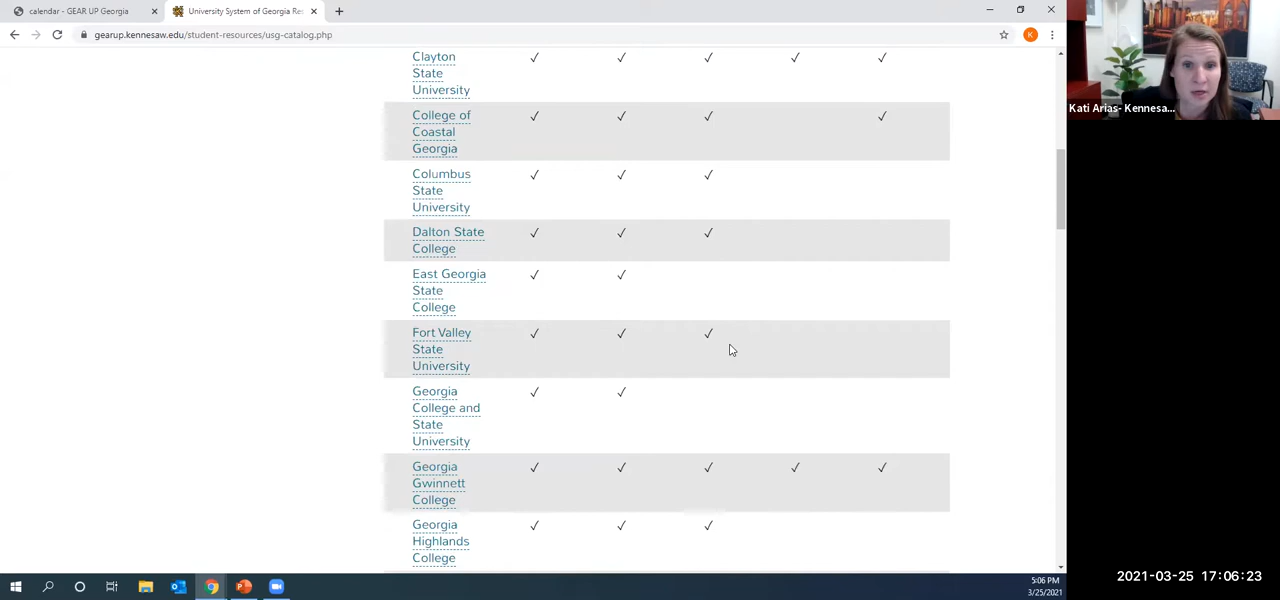 calendar - GEAR UP Georgia
University System of Georgia Res
gearup.kennesaw.edu/student-resources/usg-catalog.php
K
Kati Arias- Kennesa...
Clayton
State
University
✓ ✓ ✓ ✓ ✓
College of
Coastal
Georgia
✓ ✓ ✓ ✓
Columbus
State
University
✓ ✓ ✓
Dalton State
College
✓ ✓ ✓
East Georgia
State
College
✓ ✓
Fort Valley
State
University
✓ ✓ ✓
Georgia
College and
State
University
✓ ✓
Georgia
Gwinnett
College
✓ ✓ ✓ ✓ ✓
Georgia
Highlands
College
✓ ✓ ✓
5:06 PM
3/25/2021
2021-03-25 17:06:23